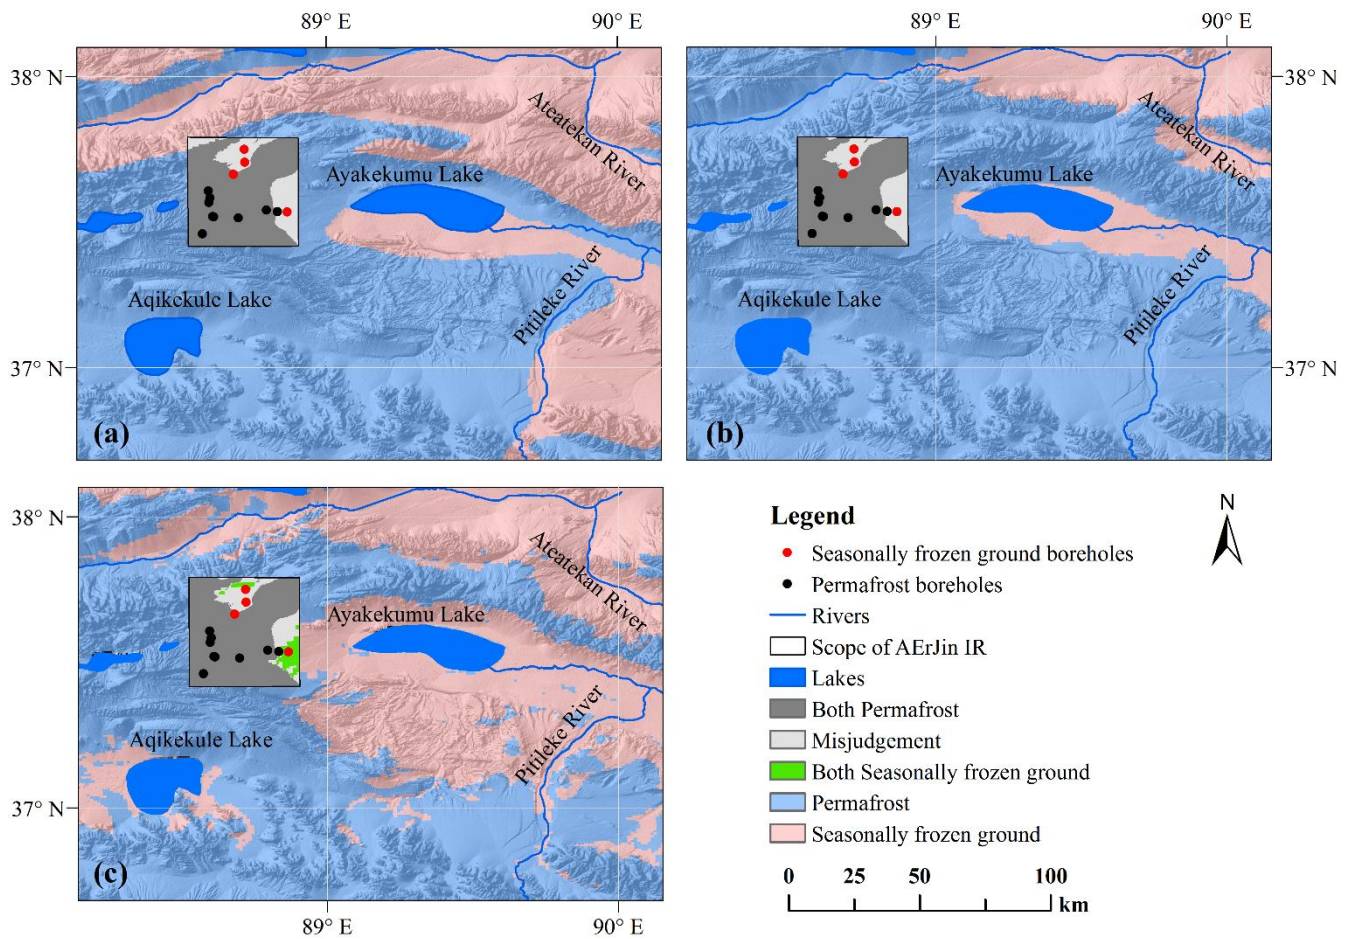 89° E
90° E
89° E
90° E
38° N
38° N
Ateatekan River
Ateatekan River
Ayakekumu Lake
Ayakekumu Lake
Pitileke River
Pitileke River
Aqikekule Lake
Aqikekule Lake
37° N
37° N
(a)
(b)
38° N
Ateatekan River
Ayakekumu Lake
Pitileke River
Aqikekule Lake
37° N
(c)
89° E
90° E
N
Legend
Seasonally frozen ground boreholes
Permafrost boreholes
Rivers
Scope of AErJin IR
Lakes
Both Permafrost
Misjudgement
Both Seasonally frozen ground
Permafrost
Seasonally frozen ground
0 25 50 100
km